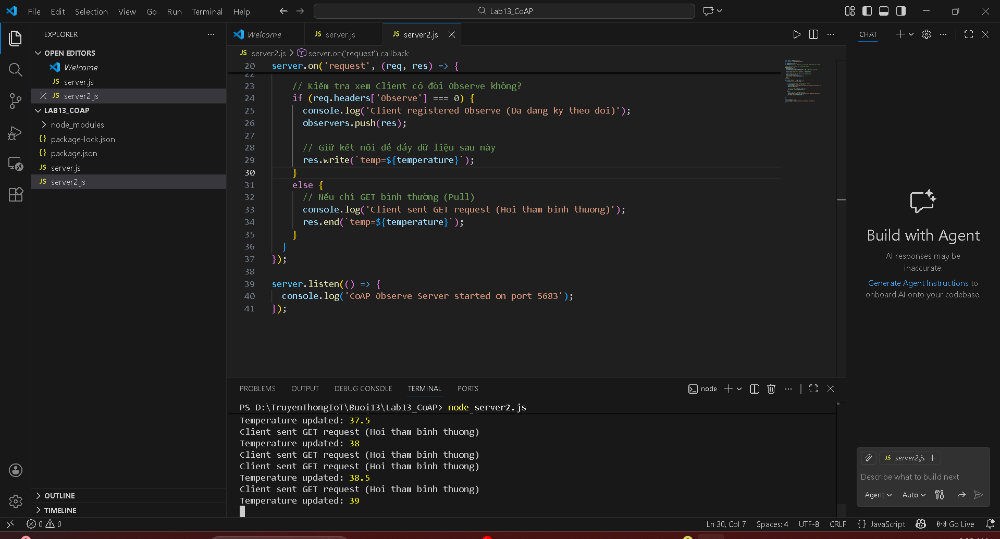 File Edit Selection View Go Run Terminal Help
Lab13_CoAP
EXPLORER
OPEN EDITORS
Welcome
JS server.js
JS server2.js
LAB13_COAP
node_modules
{} package-lock.json
{} package.json
JS server.js
JS server2.js
OUTLINE
TIMELINE
Welcome
JS server.js
JS server2.js
JS server2.js > server.on('request') callback
20 server.on('request', (req, res) => {
22
23 // Kiểm tra xem Client có đòi Observe không?
24 if (req.headers['Observe'] === 0) {
25 console.log('Client registered Observe (Da dang ky theo doi)');
26 observers.push(res);
27
28 // Giữ kết nối để đẩy dữ liệu sau này
29 res.write(`temp=${temperature}`);
30 }
31 else {
32 // Nếu chỉ GET bình thường (Pull)
33 console.log('Client sent GET request (Hoi tham binh thuong)');
34 res.end(`temp=${temperature}`);
35 }
36 }
37 });
38
39 server.listen(() => {
40 console.log('CoAP Observe Server started on port 5683');
41 });
PROBLEMS OUTPUT DEBUG CONSOLE TERMINAL PORTS
node
PS D:\TruyenThongIoT\Buoi13\Lab13_CoAP> node server2.js
Temperature updated: 37.5
Client sent GET request (Hoi tham binh thuong)
Temperature updated: 38
Client sent GET request (Hoi tham binh thuong)
Client sent GET request (Hoi tham binh thuong)
Temperature updated: 38.5
Client sent GET request (Hoi tham binh thuong)
Temperature updated: 39
CHAT
Build with Agent
AI responses may be
inaccurate.
Generate Agent Instructions to
onboard AI onto your codebase.
JS server2.js
Describe what to build next
Agent Auto
0 0
Ln 30, Col 7 Spaces: 4 UTF-8 CRLF {} JavaScript Go Live